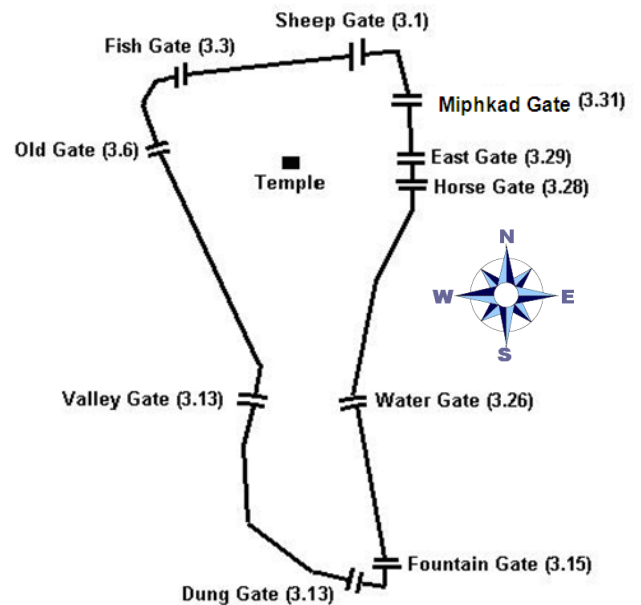 Sheep Gate (3.1)
Fish Gate (3.3)
Miphkad Gate (3.31)
Old Gate (3.6)
East Gate (3.29)
Temple
Horse Gate (3.28)
N
W E
S
Valley Gate (3.13)
Water Gate (3.26)
Fountain Gate (3.15)
Dung Gate (3.13)